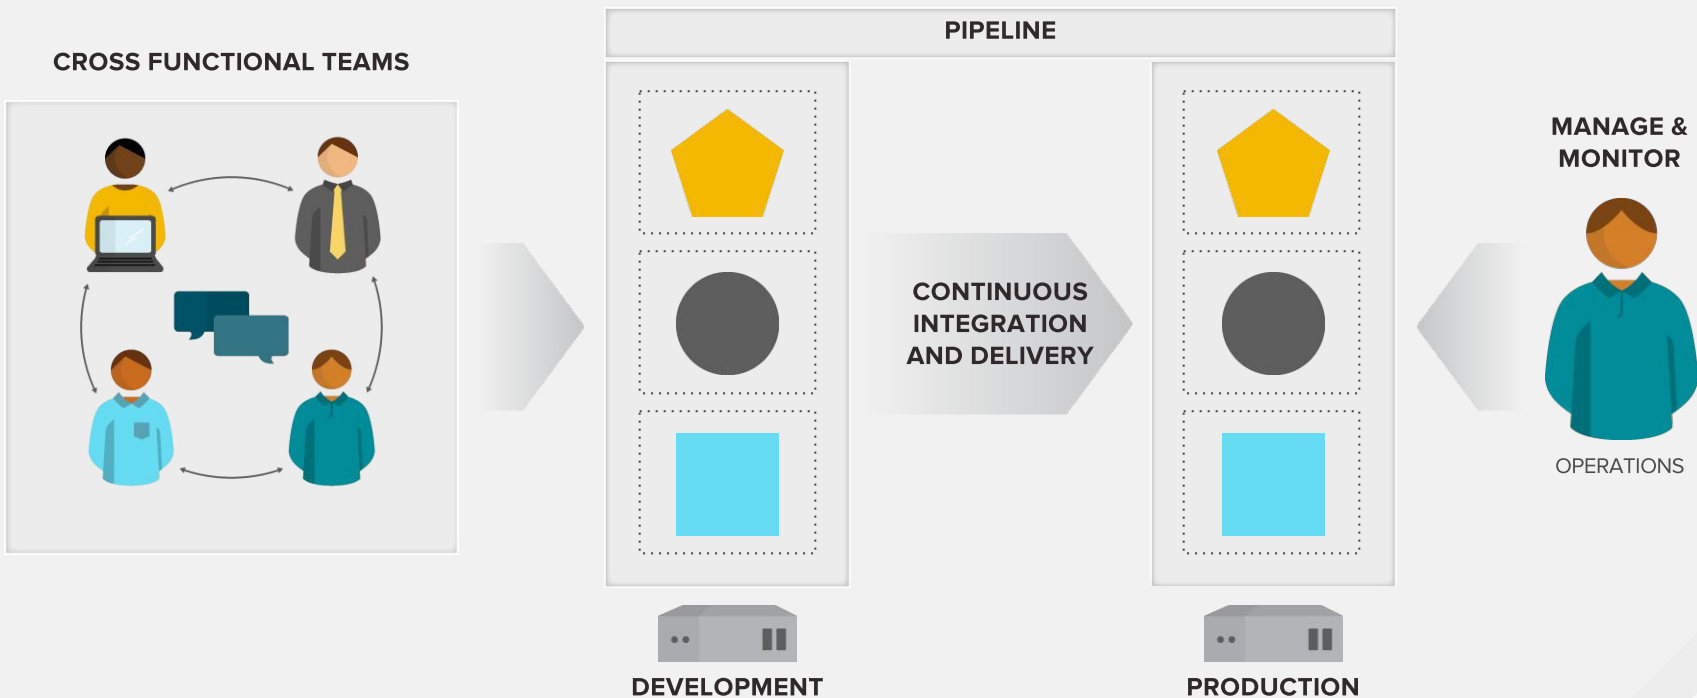 CROSS FUNCTIONAL TEAMS
PIPELINE
CONTINUOUS
INTEGRATION
AND DELIVERY
MANAGE &
MONITOR
OPERATIONS
DEVELOPMENT
PRODUCTION